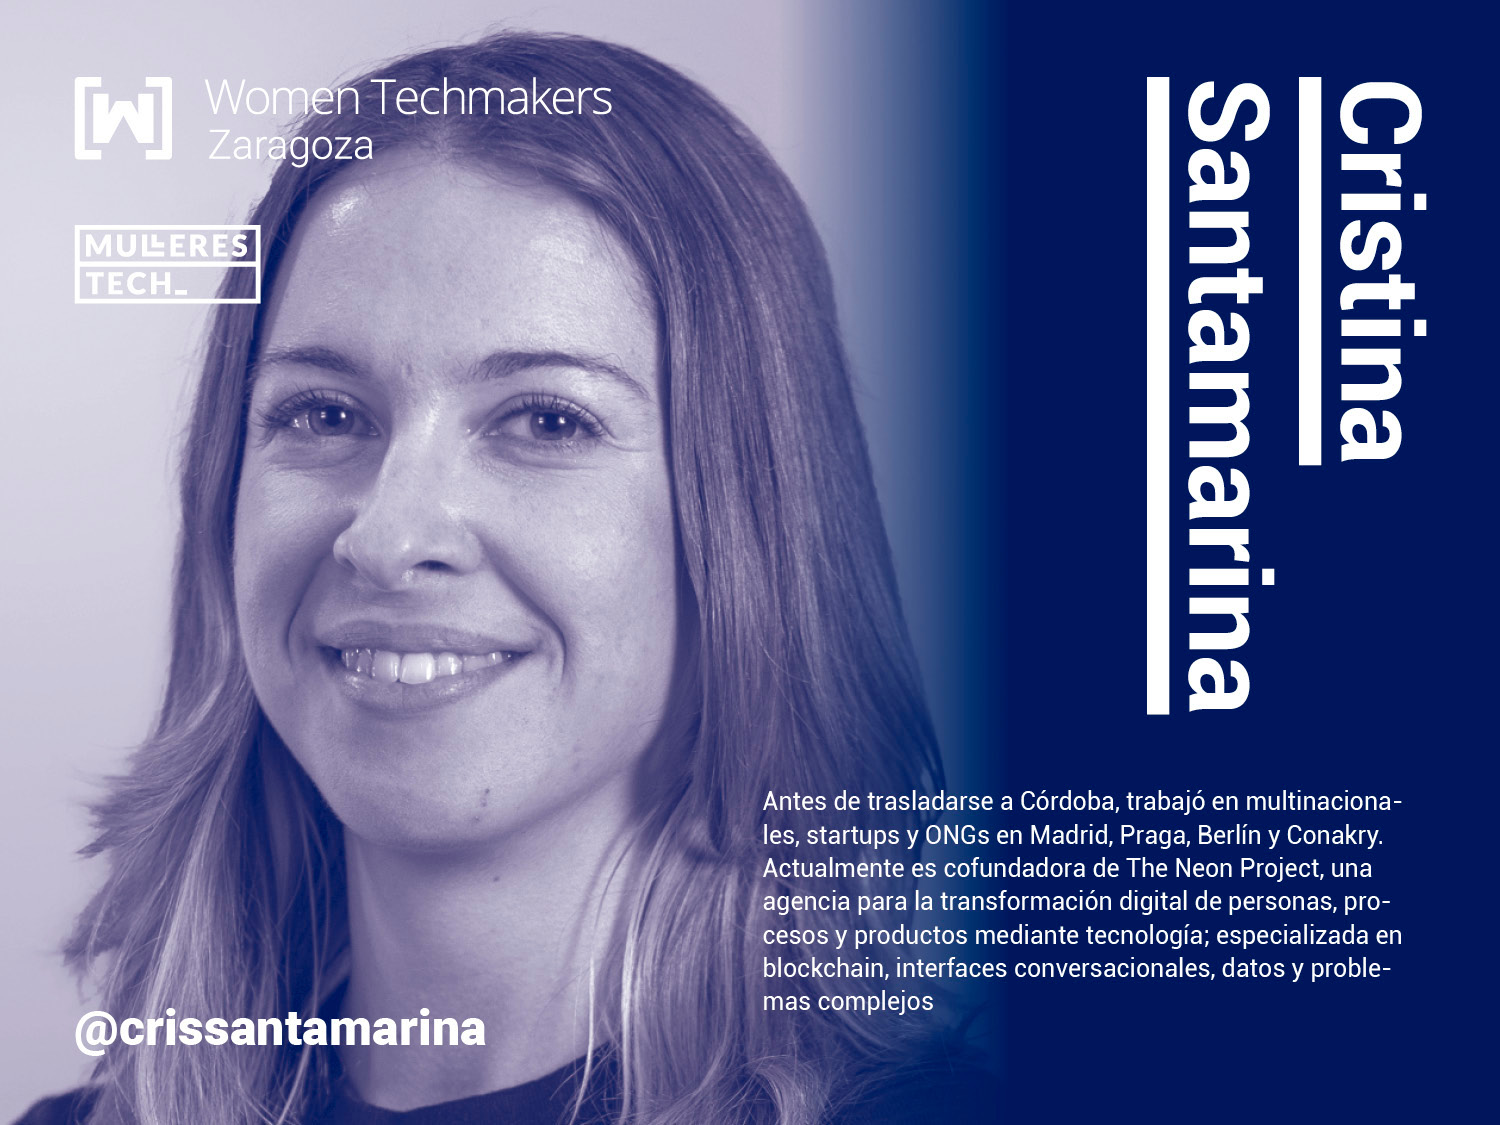 Women Techmakers
Zaragoza
MULLERES
TECH_
Cristina
Santamarina
Antes de trasladarse a Córdoba, trabajó en multinaciona-
les, startups y ONGs en Madrid, Praga, Berlín y Conakry.
Actualmente es cofundadora de The Neon Project, una
agencia para la transformación digital de personas, pro-
cesos y productos mediante tecnología; especializada en
blockchain, interfaces conversacionales, datos y proble-
mas complejos
@crissantamarina